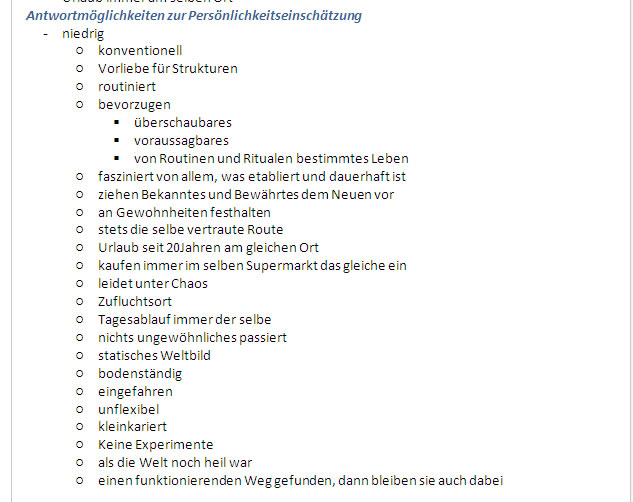 Antwortmöglichkeiten zur Persönlichkeitseinschätzung
- niedrig
o konventionell
o Vorliebe für Strukturen
o routiniert
o bevorzugen
▪ überschaubares
▪ voraussagbares
▪ von Routinen und Ritualen bestimmtes Leben
o fasziniert von allem, was etabliert und dauerhaft ist
o ziehen Bekanntes und Bewährtes dem Neuen vor
o an Gewohnheiten festhalten
o stets die selbe vertraute Route
o Urlaub seit 20Jahren am gleichen Ort
o kaufen immer im selben Supermarkt das gleiche ein
o leidet unter Chaos
o Zufluchtsort
o Tagesablauf immer der selbe
o nichts ungewöhnliches passiert
o statisches Weltbild
o bodenständig
o eingefahren
o unflexibel
o kleinkariert
o Keine Experimente
o als die Welt noch heil war
o einen funktionierenden Weg gefunden, dann bleiben sie auch dabei